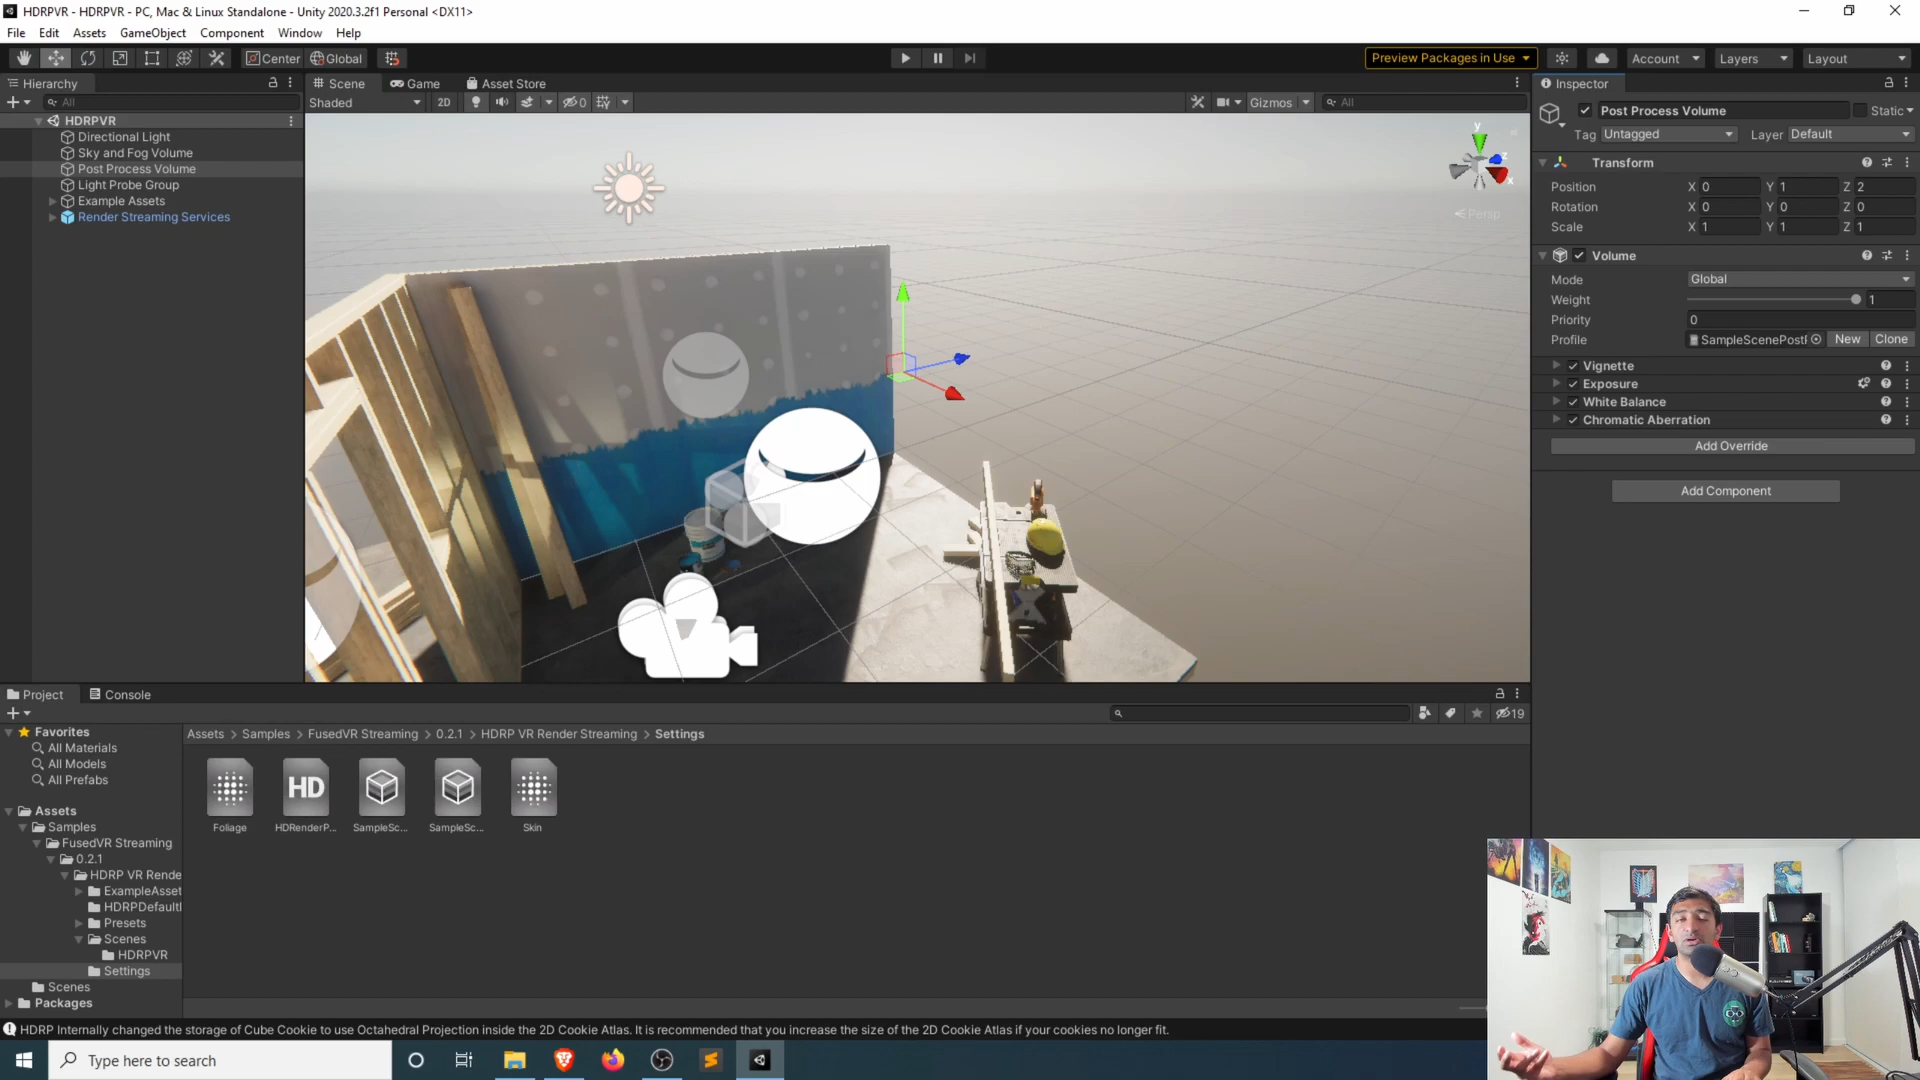 HDRPVR - HDRPVR - PC, Mac & Linux Standalone - Unity 2020.3.2f1 Personal <DX11>
File Edit Assets GameObject Component Window Help
Center Global
Preview Packages in Use
Account
Layers
Layout
Hierarchy
All
HDRPVR
Directional Light
Sky and Fog Volume
Post Process Volume
Light Probe Group
Example Assets
Render Streaming Services
Scene Game Asset Store
Shaded 2D 0 Gizmos All
y
z
x
Persp
Inspector
Post Process Volume Static
Tag Untagged Layer Default
Transform
Position X 0 Y 1 Z 2
Rotation X 0 Y 0 Z 0
Scale X 1 Y 1 Z 1
Volume
Mode Global
Weight 1
Priority 0
Profile SampleScenePostI New Clone
Vignette
Exposure
White Balance
Chromatic Aberration
Add Override
Add Component
Project Console
19
Favorites
All Materials
All Models
All Prefabs
Assets
Samples
FusedVR Streaming
0.2.1
HDRP VR Rende
ExampleAsset
HDRPDefaultI
Presets
Scenes
HDRPVR
Settings
Scenes
Packages
Assets > Samples > FusedVR Streaming > 0.2.1 > HDRP VR Render Streaming > Settings
HD
Foliage HDRenderP... SampleSc... SampleSc... Skin
HDRP Internally changed the storage of Cube Cookie to use Octahedral Projection inside the 2D Cookie Atlas. It is recommended that you increase the size of the 2D Cookie Atlas if your cookies no longer fit.
Type here to search